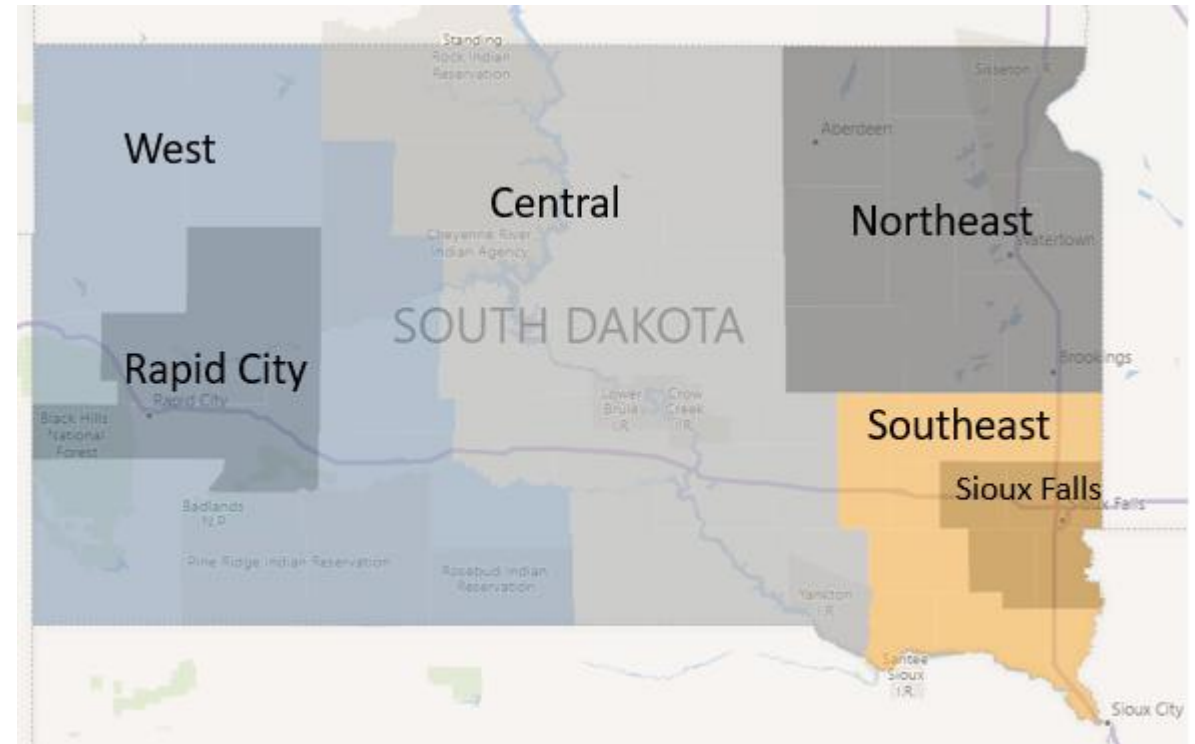 Standing
Rock Indian
Reservation
Sisseton I.R.
Aberdeen
West
Central
Northeast
Cheyenne River
Indian Agency
Watertown
SOUTH DAKOTA
Rapid City
Rapid City
Brookings
Lower
Brule
I.R.
Crow
Creek
I.R.
Black Hills
National
Forest
Southeast
Sioux Falls
Sioux Falls
Badlands
N.P.
Pine Ridge Indian Reservation
Rosebud Indian
Reservation
Yankton
I.R.
Santee
Sioux
I.R.
Sioux City